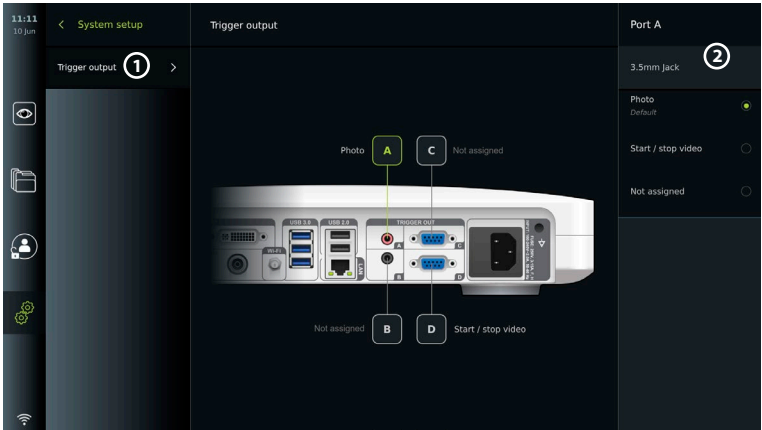 11:11
10 Jun
System setup
Trigger output
Port A
Trigger output
1
2
3.5mm Jack
Photo
Default
Start / stop video
Not assigned
Photo
A
C
Not assigned
USB 3.0
USB 2.0
TRIGGER OUT
Wi-Fi
LAN
A
C
B
D
Not assigned
B
D
Start / stop video